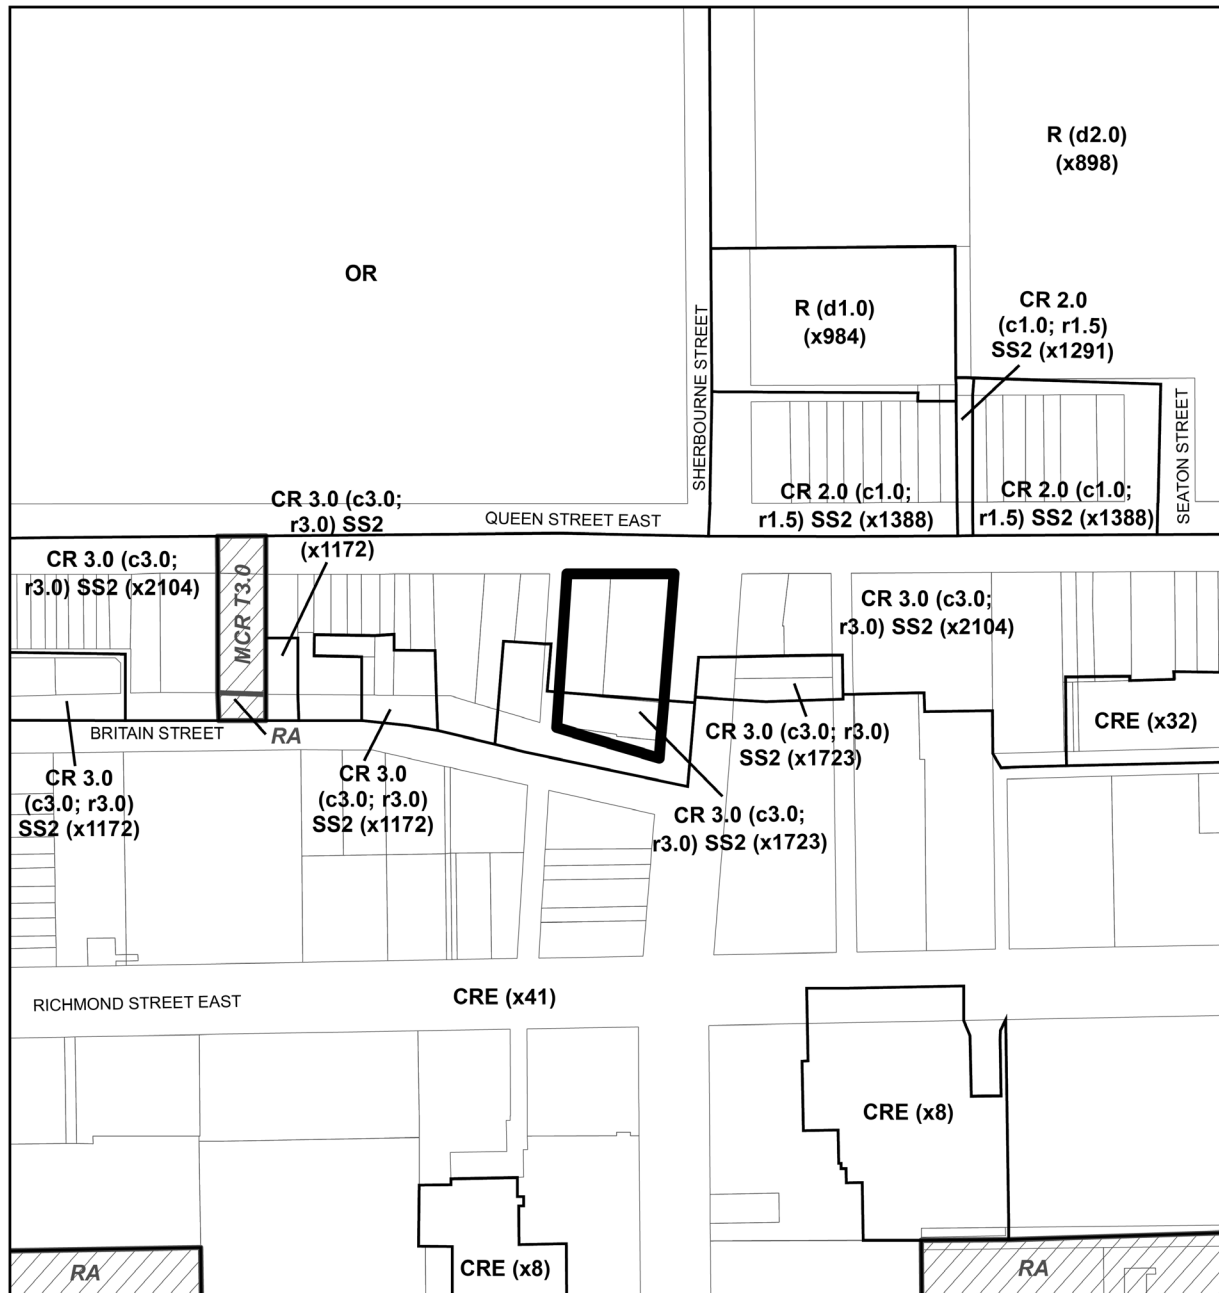 R (d2.0)
(x898)
OR
R (d1.0)
(x984)
CR 2.0
(c1.0; r1.5)
SS2 (x1291)
SHERBOURNE STREET
SEATON STREET
CR 3.0 (c3.0;
r3.0) SS2
(x1172)
QUEEN STREET EAST
CR 2.0 (c1.0;
r1.5) SS2 (x1388)
CR 2.0 (c1.0;
r1.5) SS2 (x1388)
CR 3.0 (c3.0;
r3.0) SS2 (x2104)
MCR T3.0
CR 3.0 (c3.0;
r3.0) SS2 (x2104)
BRITAIN STREET
RA
CR 3.0 (c3.0; r3.0)
SS2 (x1723)
CRE (x32)
CR 3.0
(c3.0; r3.0)
SS2 (x1172)
CR 3.0
(c3.0; r3.0)
SS2 (x1172)
CR 3.0 (c3.0;
r3.0) SS2 (x1723)
RICHMOND STREET EAST
CRE (x41)
CRE (x8)
RA
CRE (x8)
RA